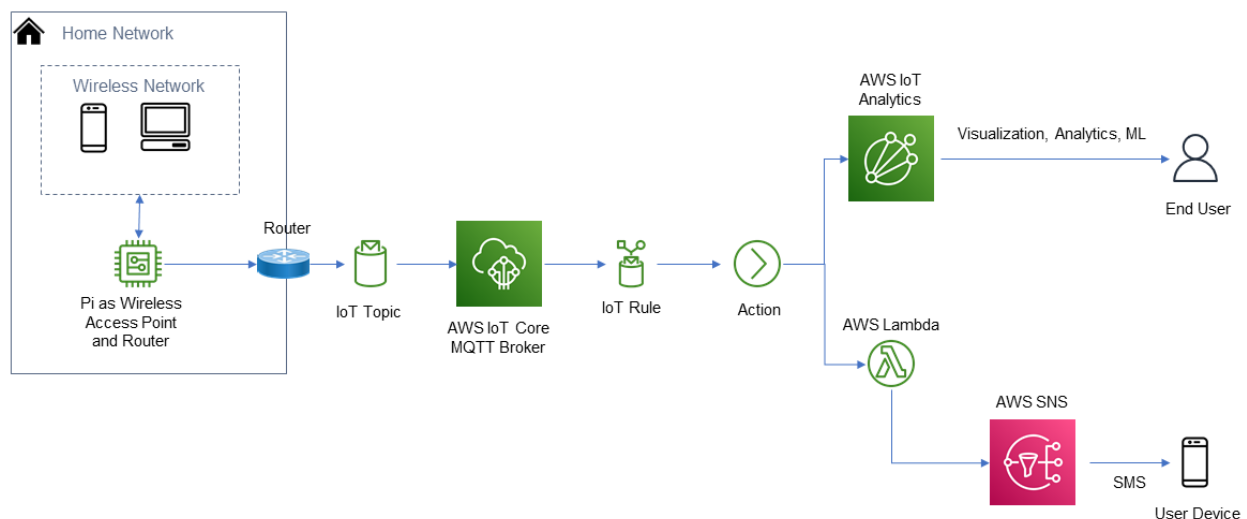 Home Network
Wireless Network
Pi as Wireless
Access Point
and Router
Router
IoT Topic
AWS IoT Core
MQTT Broker
IoT Rule
Action
AWS IoT
Analytics
Visualization, Analytics, ML
End User
AWS Lambda
AWS SNS
SMS
User Device